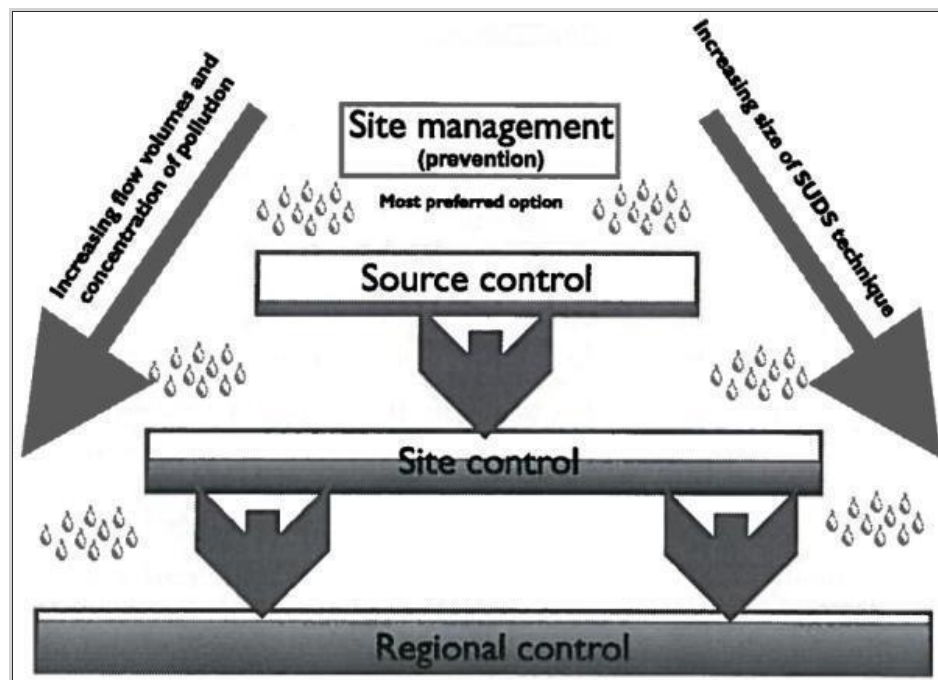 Increasing flow volumes and
concentration of pollution
Increasing size of SUDS technique
Site management
(prevention)
Most preferred option
Source control
Site control
Regional control